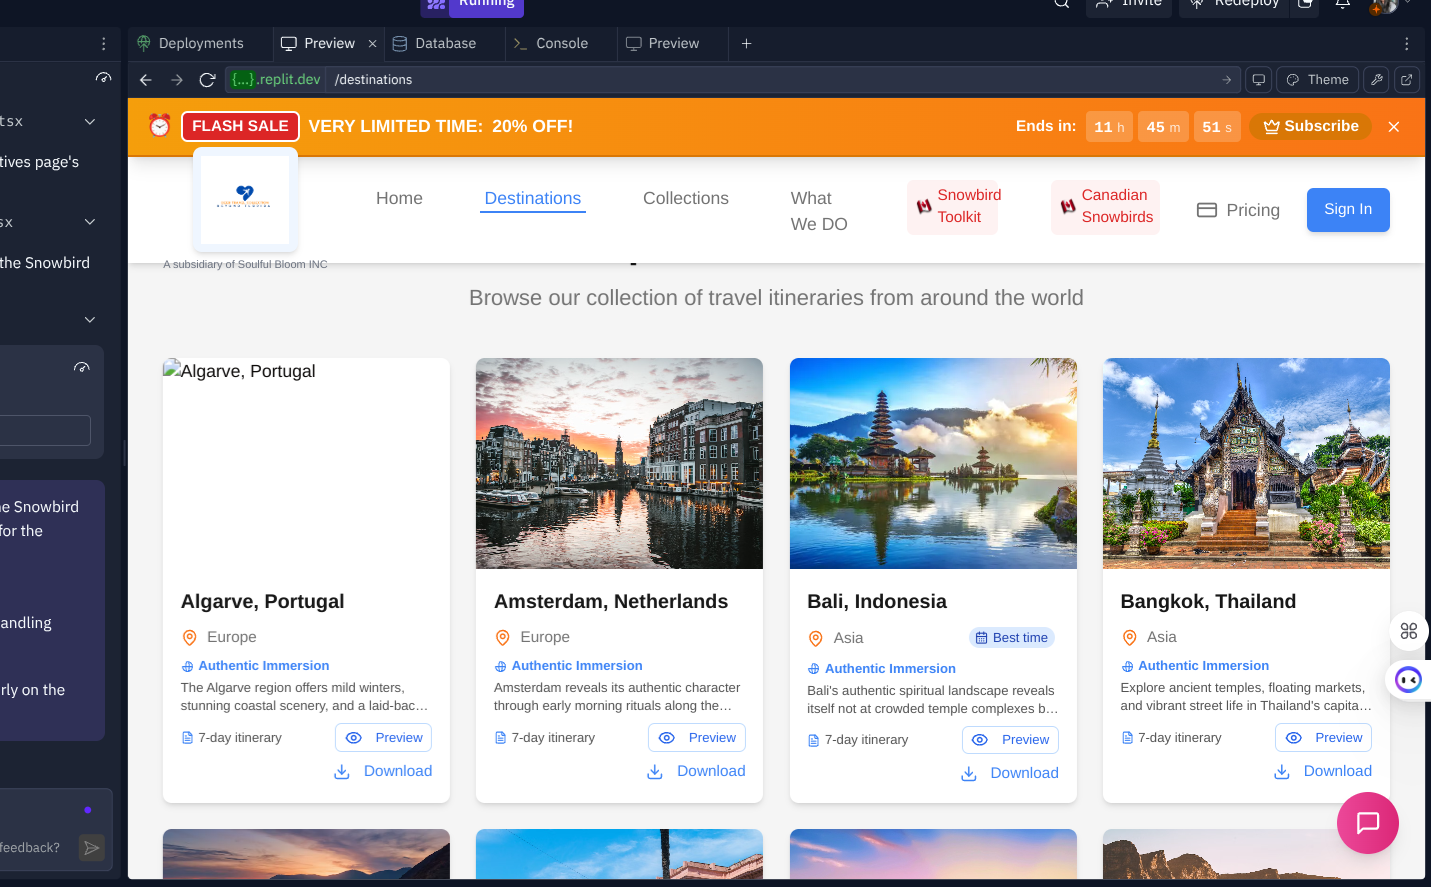 Running
Invite
Redeploy
Deployments
Preview
Database
Console
Preview
{...}.replit.dev
/destinations
Theme
tsx
tives page's
sx
the Snowbird
e Snowbird
for the
andling
rly on the
feedback?
FLASH SALE
VERY LIMITED TIME: 20% OFF!
Ends in:
11 h
45 m
51 s
Subscribe
A subsidiary of Soulful Bloom INC
Home
Destinations
Collections
What
We DO
Snowbird
Toolkit
Canadian
Snowbirds
Pricing
Sign In
Browse our collection of travel itineraries from around the world
Algarve, Portugal
Algarve, Portugal
Europe
Authentic Immersion
The Algarve region offers mild winters,
stunning coastal scenery, and a laid-bac...
7-day itinerary
Preview
Download
Amsterdam, Netherlands
Europe
Authentic Immersion
Amsterdam reveals its authentic character
through early morning rituals along the...
7-day itinerary
Preview
Download
Bali, Indonesia
Asia
Best time
Authentic Immersion
Bali's authentic spiritual landscape reveals
itself not at crowded temple complexes b...
7-day itinerary
Preview
Download
Bangkok, Thailand
Asia
Authentic Immersion
Explore ancient temples, floating markets,
and vibrant street life in Thailand's capita...
7-day itinerary
Preview
Download